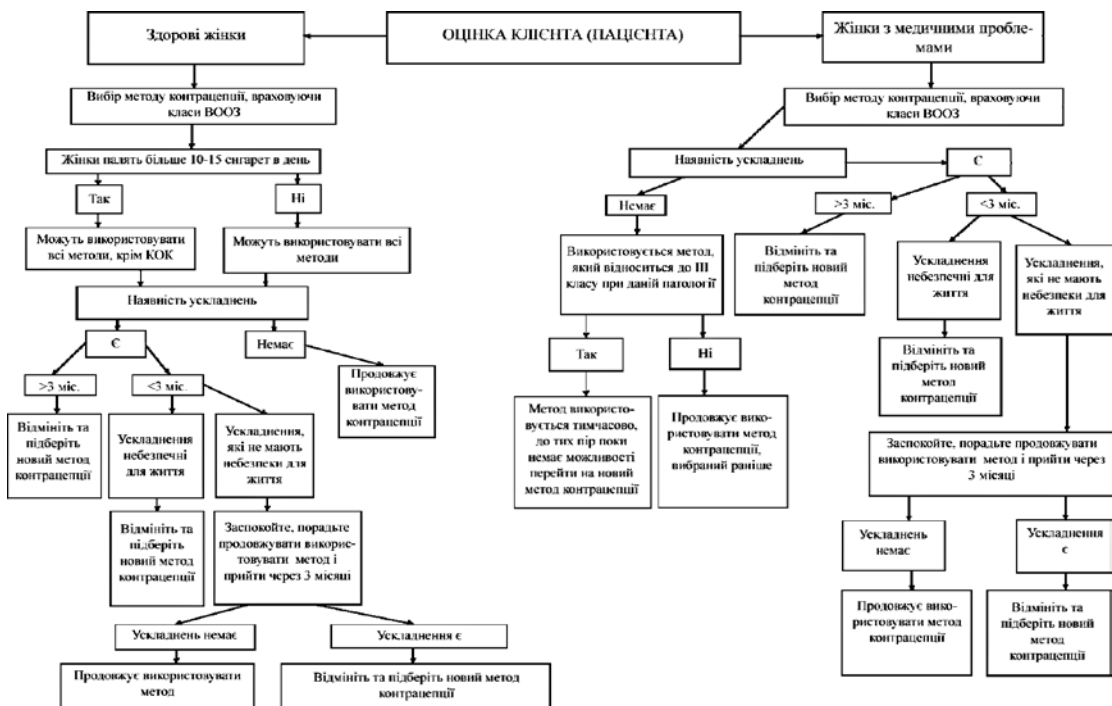 Здорові жінки
ОЦІНКА КЛІЄНТА (ПАЦІЄНТА)
Жінки з медичними пробле-
мами
Вибір методу контрацепції, враховуючи
класи ВООЗ
Жінки палять більше 10-15 сигарет в день
Так
Ні
Можуть використовувати
всі методи, крім КОК
Можуть використовувати всі
методи
Наявність ускладнень
Є
Немає
>3 міс.
<3 міс.
Продовжує
використову-
вати метод
контрацепції
Відмініть та
підберіть
новий метод
контрацепції
Ускладнення
небезпечні
для життя
Ускладнення,
які не мають
небезпеки для
життя
Відмініть та
підберіть
новий метод
контрацепції
Заспокойте, порадьте
продовжувати викорис-
товувати метод і
прийти через 3 місяці
Ускладнень немає
Ускладнення є
Продовжує використовувати
метод
Відмініть та підберіть новий метод
контрацепції
Вибір методу контрацепції, враховуючи
класи ВООЗ
Наявність ускладнень
Є
Немає
>3 міс.
<3 міс.
Використовується метод,
який відноситься до III
класу при даній патології
Відмініть та
підберіть новий
метод
контрацепції
Ускладнення
небезпечні для
життя
Ускладнення,
які не мають
небезпеки для
життя
Так
Ні
Відмініть та
підберіть новий
метод
контрацепції
Метод використо-
вується тимчасово,
до тих пір поки
немає можливості
перейти на новий
метод контрацепції
Продовжує вико-
ристовувати метод
контрацепції,
вибраний раніше
Заспокойте, порадьте продовжувати
використовувати метод і прийти через
3 місяці
Ускладнень
немає
Ускладнення
є
Продовжує вико-
ристовувати метод
контрацепції
Відмініть та
підберіть новий
метод
контрацепції